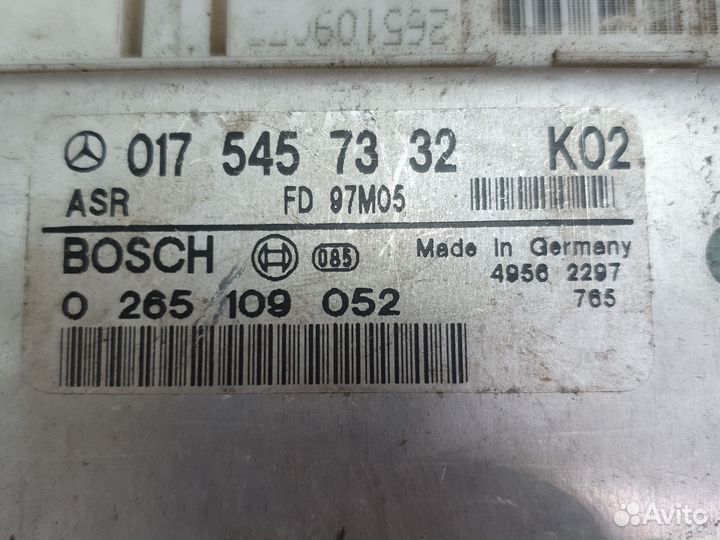 017 545 73 32 K02
ASR FD 97M05
BOSCH 085 Made in Germany
4956 2297
0 265 109 052 765
Avito